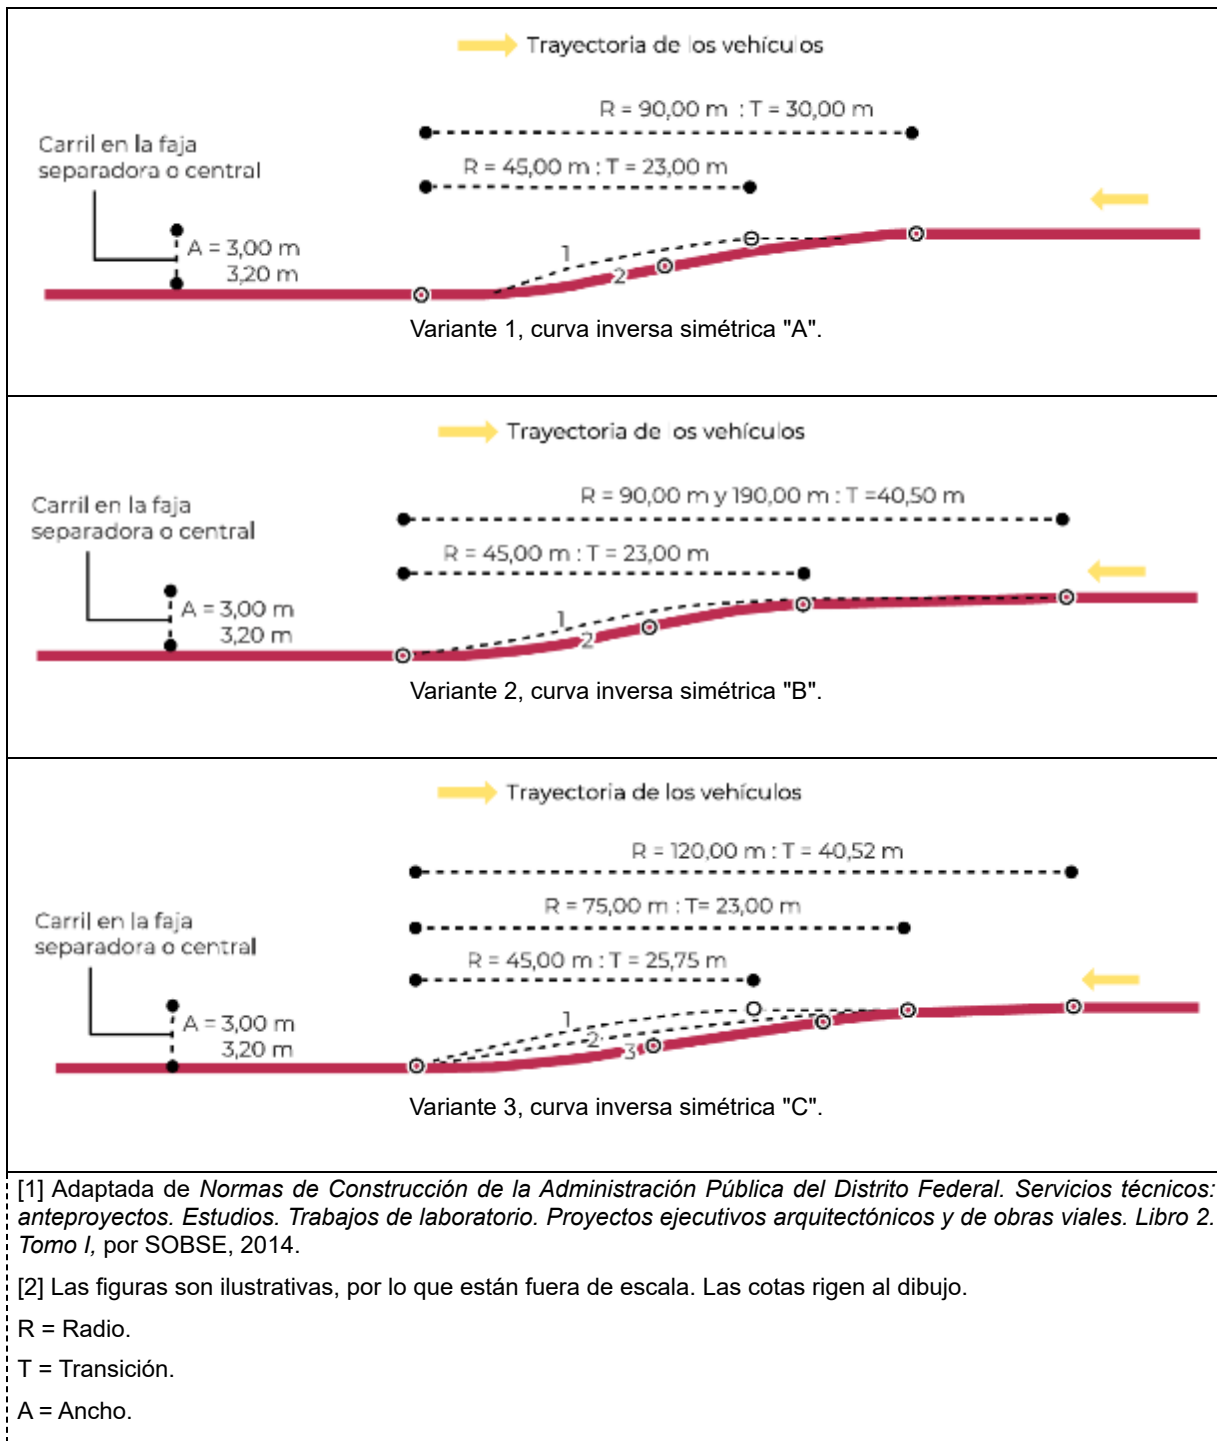 Trayectoria de los vehículos
R = 90,00 m : T = 30,00 m
Carril en la faja
separadora o central
R = 45,00 m : T = 23,00 m
A = 3,00 m
3,20 m
1
2
Variante 1, curva inversa simétrica "A".
Trayectoria de los vehículos
R = 90,00 m y 190,00 m : T =40,50 m
Carril en la faja
separadora o central
R = 45,00 m : T = 23,00 m
A = 3,00 m
3,20 m
1
2
Variante 2, curva inversa simétrica "B".
Trayectoria de los vehículos
R = 120,00 m : T = 40,52 m
R = 75,00 m : T= 23,00 m
Carril en la faja
separadora o central
R = 45,00 m : T = 25,75 m
A = 3,00 m
3,20 m
1
2
3
Variante 3, curva inversa simétrica "C".
[1] Adaptada de Normas de Construcción de la Administración Pública del Distrito Federal. Servicios técnicos:
anteproyectos. Estudios. Trabajos de laboratorio. Proyectos ejecutivos arquitectónicos y de obras viales. Libro 2.
Tomo I, por SOBSE, 2014.
[2] Las figuras son ilustrativas, por lo que están fuera de escala. Las cotas rigen al dibujo.
R = Radio.
T = Transición.
A = Ancho.